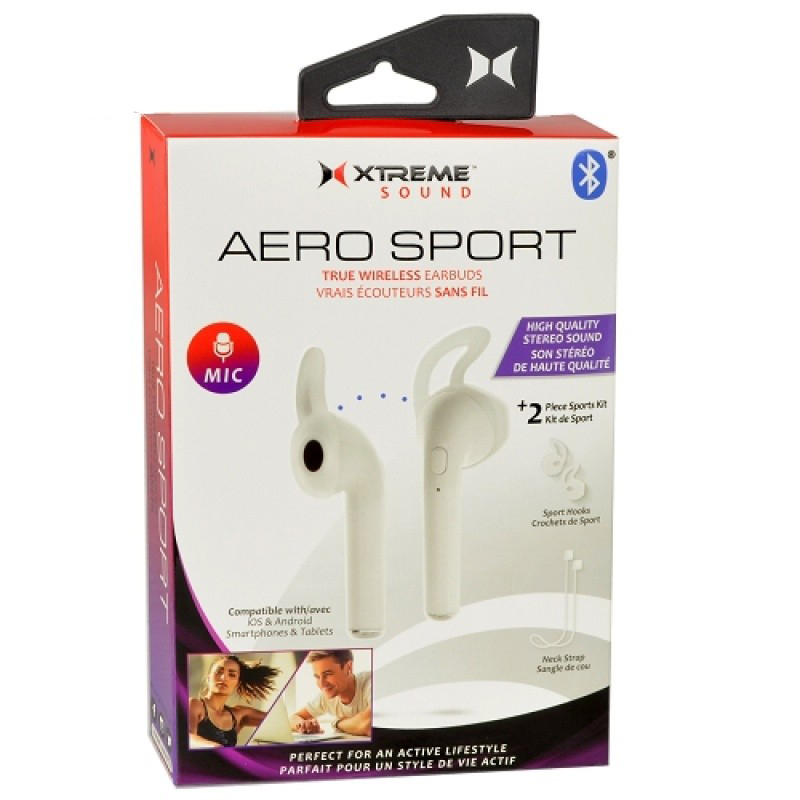 XTREME™
SOUND
®
AERO SPORT
TRUE WIRELESS EARBUDS
VRAIS ÉCOUTEURS SANS FIL
MIC
HIGH QUALITY
STEREO SOUND
SON STÉRÉO
DE HAUTE QUALITÉ
+2 Piece Sports Kit
Kit de Sport
Sport Hooks
Crochets de Sport
Compatible with/avec
iOS & Android
Smartphones & Tablets
Neck Strap
Sangle de cou
PERFECT FOR AN ACTIVE LIFESTYLE
PARFAIT POUR UN STYLE DE VIE ACTIF
AERO SPORT